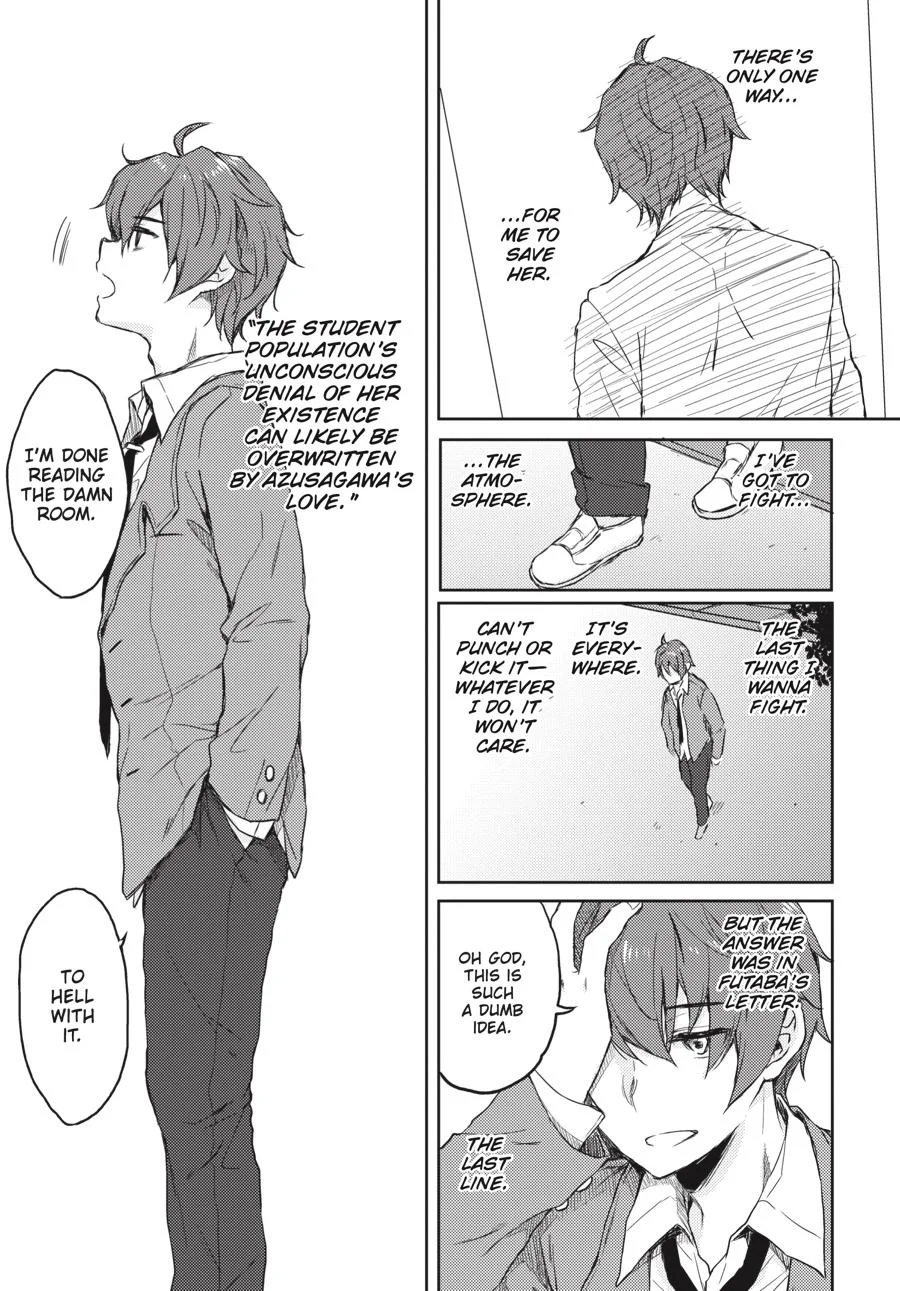 THERE'S
ONLY ONE
WAY...
...FOR
ME TO
SAVE
HER.
I'VE
GOT TO
FIGHT...
...THE
ATMO-
SPHERE.
THE
LAST
THING I
WANNA
FIGHT.
IT'S
EVERY-
WHERE.
CAN'T
PUNCH OR
KICK IT—
WHATEVER
I DO, IT
WON'T
CARE.
BUT THE
ANSWER
WAS IN
FUTABA'S
LETTER.
OH GOD,
THIS IS
SUCH
A DUMB
IDEA.
THE
LAST
LINE.
"THE STUDENT
POPULATION'S
UNCONSCIOUS
DENIAL OF HER
EXISTENCE
CAN LIKELY BE
OVERWRITTEN
BY AZUSAGAWA'S
LOVE."
I'M DONE
READING
THE DAMN
ROOM.
TO
HELL
WITH
IT.